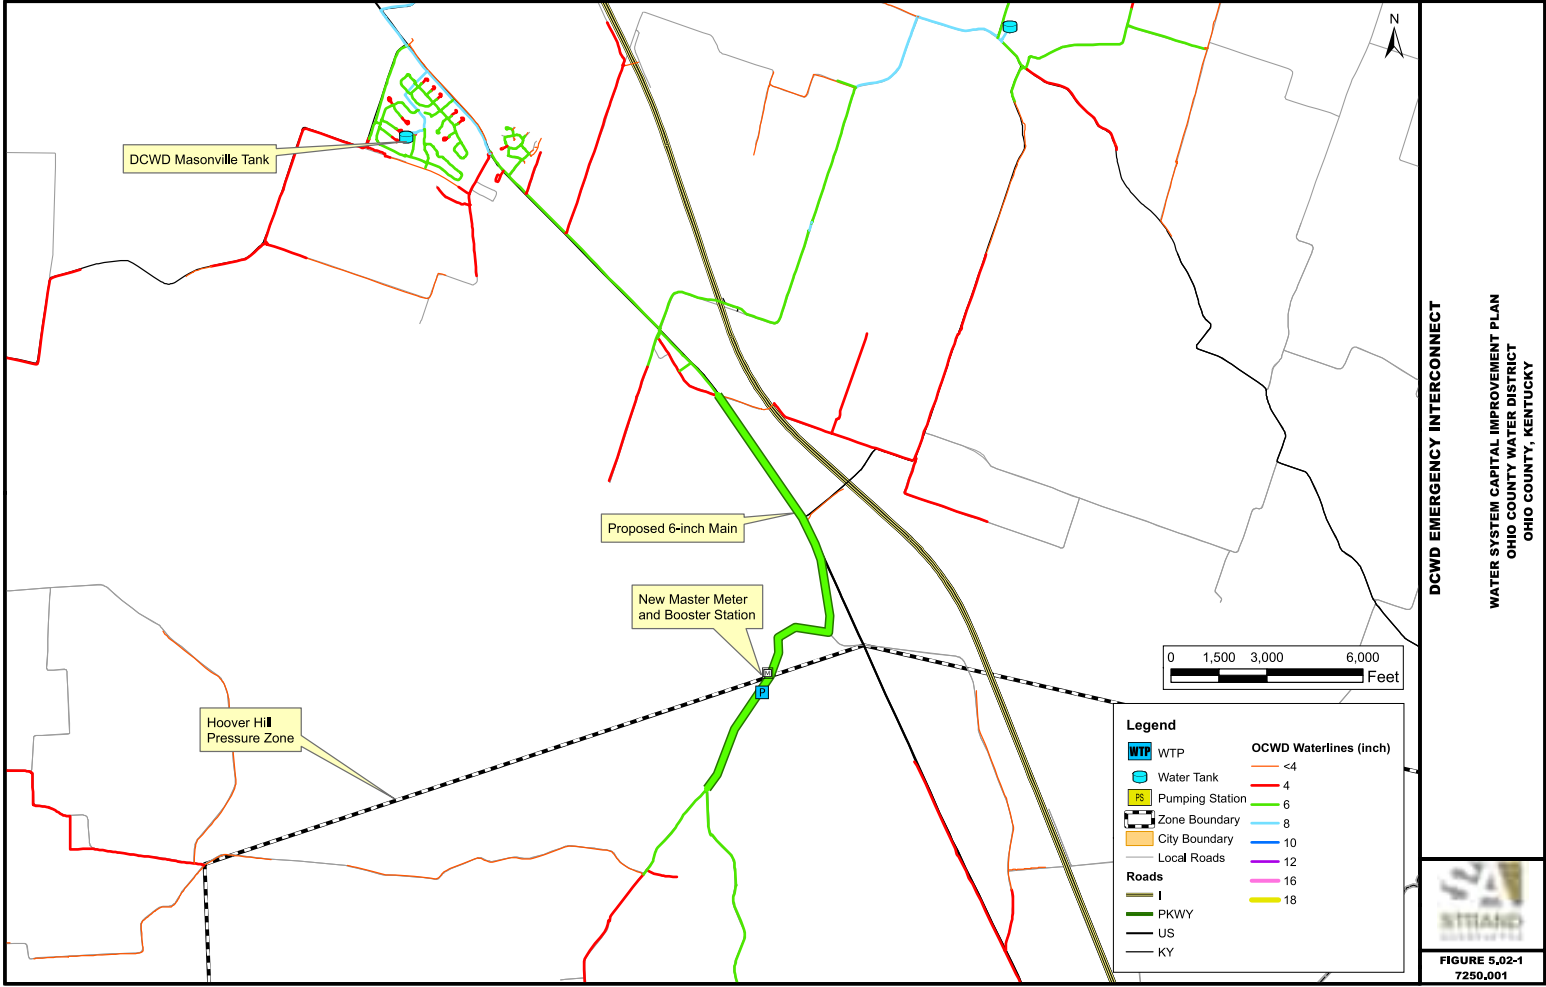 N
DCWD Masonville Tank
Proposed 6-inch Main
New Master Meter
and Booster Station
M
P
Hoover Hill
Pressure Zone
0 1,500 3,000 6,000
Feet
Legend
WTP WTP
Water Tank
PS Pumping Station
Zone Boundary
City Boundary
Local Roads
Roads
I
PKWY
US
KY
OCWD Waterlines (inch)
<4
4
6
8
10
12
16
18
DCWD EMERGENCY INTERCONNECT
WATER SYSTEM CAPITAL IMPROVEMENT PLAN
OHIO COUNTY WATER DISTRICT
OHIO COUNTY, KENTUCKY
STRAND
FIGURE 5.02-1
7250.001